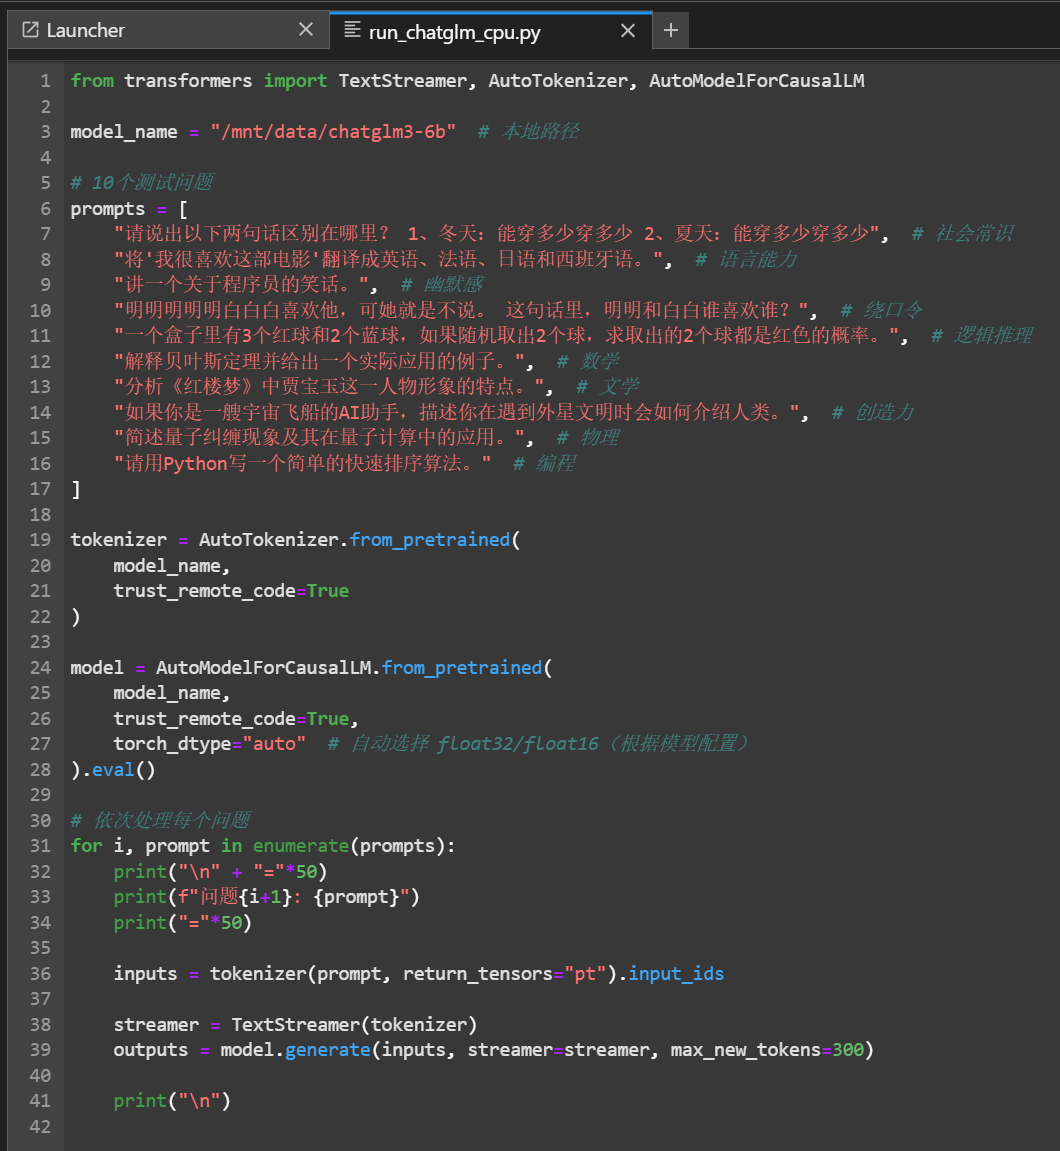 Launcher
run_chatglm_cpu.py
1 from transformers import TextStreamer, AutoTokenizer, AutoModelForCausalLM
2
3 model_name = "/mnt/data/chatglm3-6b"  # 本地路径
4
5 # 10个测试问题
6 prompts = [
7     "请说出以下两句话区别在哪里？ 1、冬天：能穿多少穿多少 2、夏天：能穿多少穿多少",  # 社会常识
8     "将'我很喜欢这部电影'翻译成英语、法语、日语和西班牙语。",  # 语言能力
9     "讲一个关于程序员的笑话。",  # 幽默感
10     "明明明明明白白白喜欢他，可她就是不说。 这句话里，明明和白白谁喜欢谁？",  # 绕口令
11     "一个盒子里有3个红球和2个蓝球，如果随机取出2个球，求取出的2个球都是红色的概率。",  # 逻辑推理
12     "解释贝叶斯定理并给出一个实际应用的例子。",  # 数学
13     "分析《红楼梦》中贾宝玉这一人物形象的特点。",  # 文学
14     "如果你是一艘宇宙飞船的AI助手，描述你在遇到外星文明时会如何介绍人类。",  # 创造力
15     "简述量子纠缠现象及其在量子计算中的应用。",  # 物理
16     "请用Python写一个简单的快速排序算法。"  # 编程
17 ]
18
19 tokenizer = AutoTokenizer.from_pretrained(
20     model_name,
21     trust_remote_code=True
22 )
23
24 model = AutoModelForCausalLM.from_pretrained(
25     model_name,
26     trust_remote_code=True,
27     torch_dtype="auto"  # 自动选择 float32/float16（根据模型配置）
28 ).eval()
29
30 # 依次处理每个问题
31 for i, prompt in enumerate(prompts):
32     print("\n" + "="*50)
33     print(f"问题{i+1}: {prompt}")
34     print("="*50)
35
36     inputs = tokenizer(prompt, return_tensors="pt").input_ids
37
38     streamer = TextStreamer(tokenizer)
39     outputs = model.generate(inputs, streamer=streamer, max_new_tokens=300)
40
41     print("\n")
42